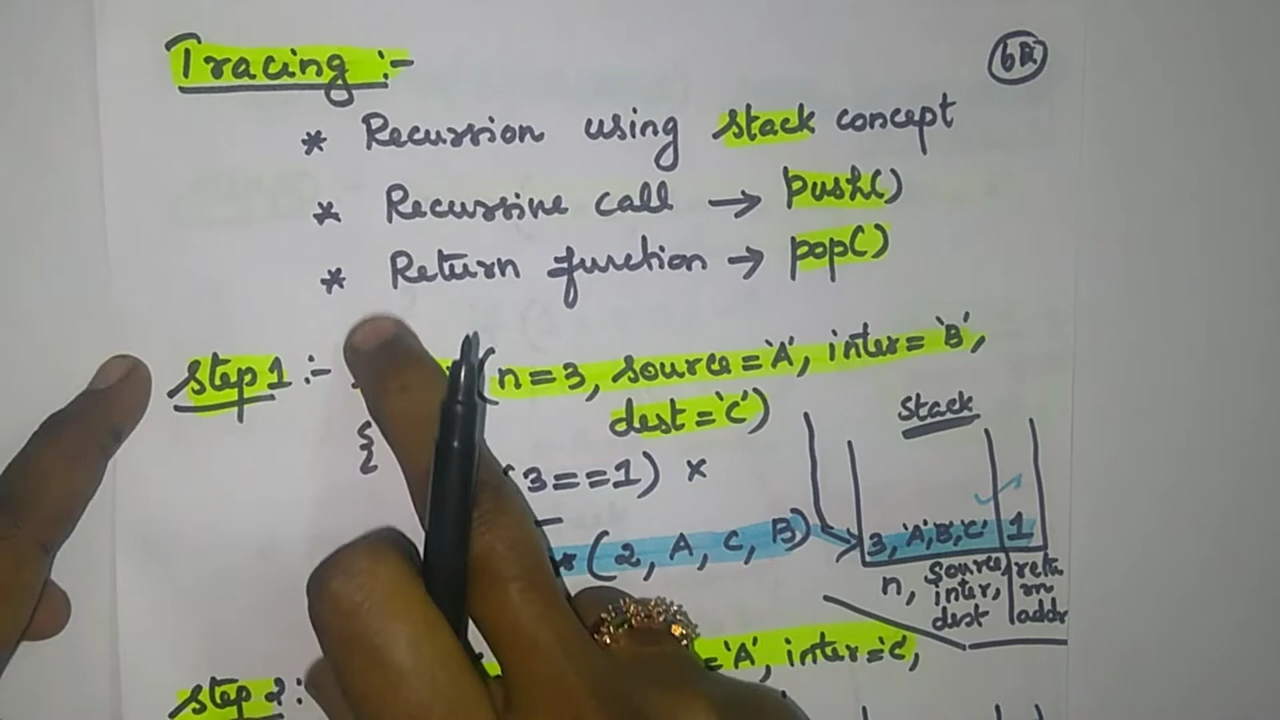 Tracing :-
* Recursion using stack concept
* Recursive call → push()
* Return function → pop()
Step 1 :- (n=3, source='A', inter='B',
dest='C')
Stack
{
(3==1) ×
(2, A, C, B)
3,'A','B','C' 1
n, source, inter, dest
return addr
Step 2: ='A', inter='C',